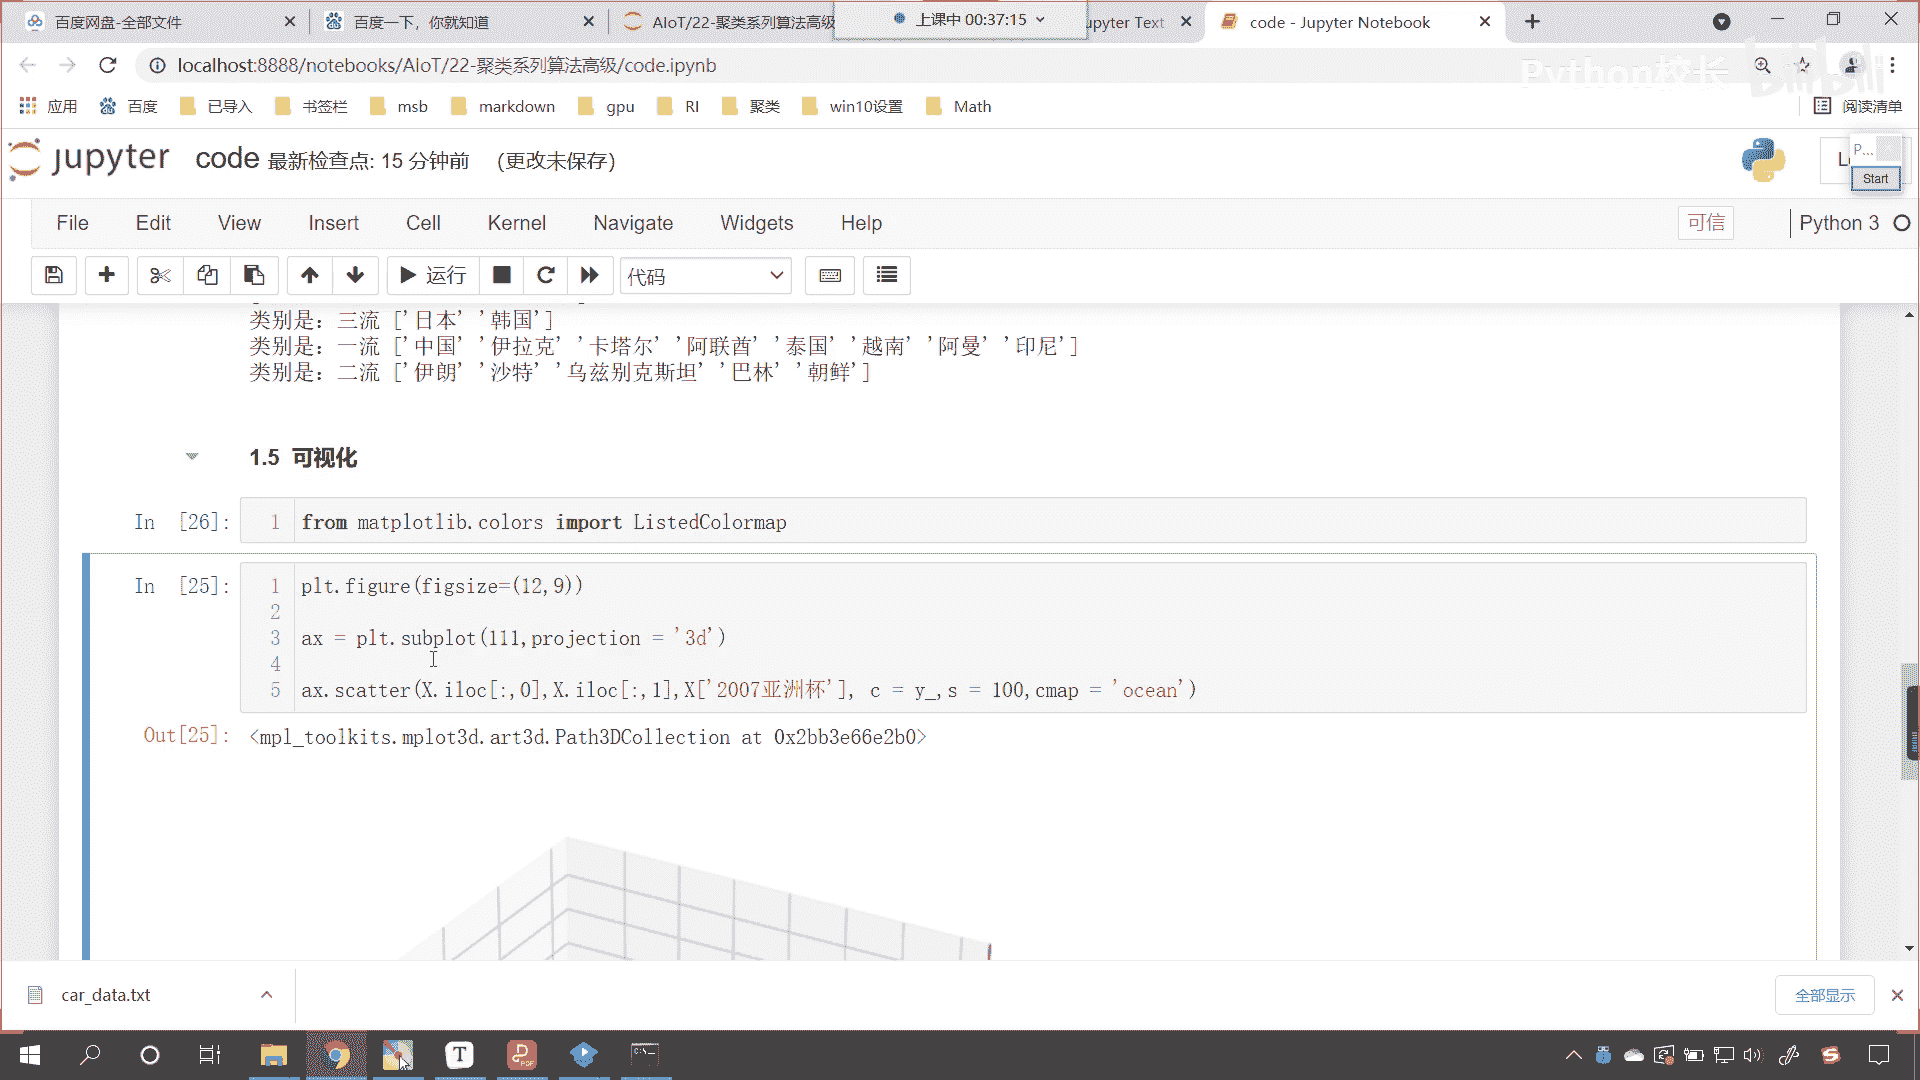 百度网盘-全部文件
百度一下，你就知道
AIoT/22-聚类系列算法高级
上课中 00:37:15
upyter Text
code - Jupyter Notebook
localhost:8888/notebooks/AIoT/22-聚类系列算法高级/code.ipynb
Python校长
bilibili
应用
百度
已导入
书签栏
msb
markdown
gpu
RI
聚类
win10设置
Math
阅读清单
jupyter code 最新检查点: 15 分钟前 (更改未保存)
P...
Start
File Edit View Insert Cell Kernel Navigate Widgets Help
可信
Python 3
运行
代码
类别是：三流 ['日本' '韩国']
类别是：一流 ['中国' '伊拉克' '卡塔尔' '阿联酋' '泰国' '越南' '阿曼' '印尼']
类别是：二流 ['伊朗' '沙特' '乌兹别克斯坦' '巴林' '朝鲜']
1.5 可视化
In [26]:
1 from matplotlib.colors import ListedColormap
In [25]:
1 plt.figure(figsize=(12,9))
2
3 ax = plt.subplot(111,projection = '3d')
4
5 ax.scatter(X.iloc[:,0],X.iloc[:,1],X['2007亚洲杯'], c = y_,s = 100,cmap = 'ocean')
Out[25]: <mpl_toolkits.mplot3d.art3d.Path3DCollection at 0x2bb3e66e2b0>
car_data.txt
全部显示